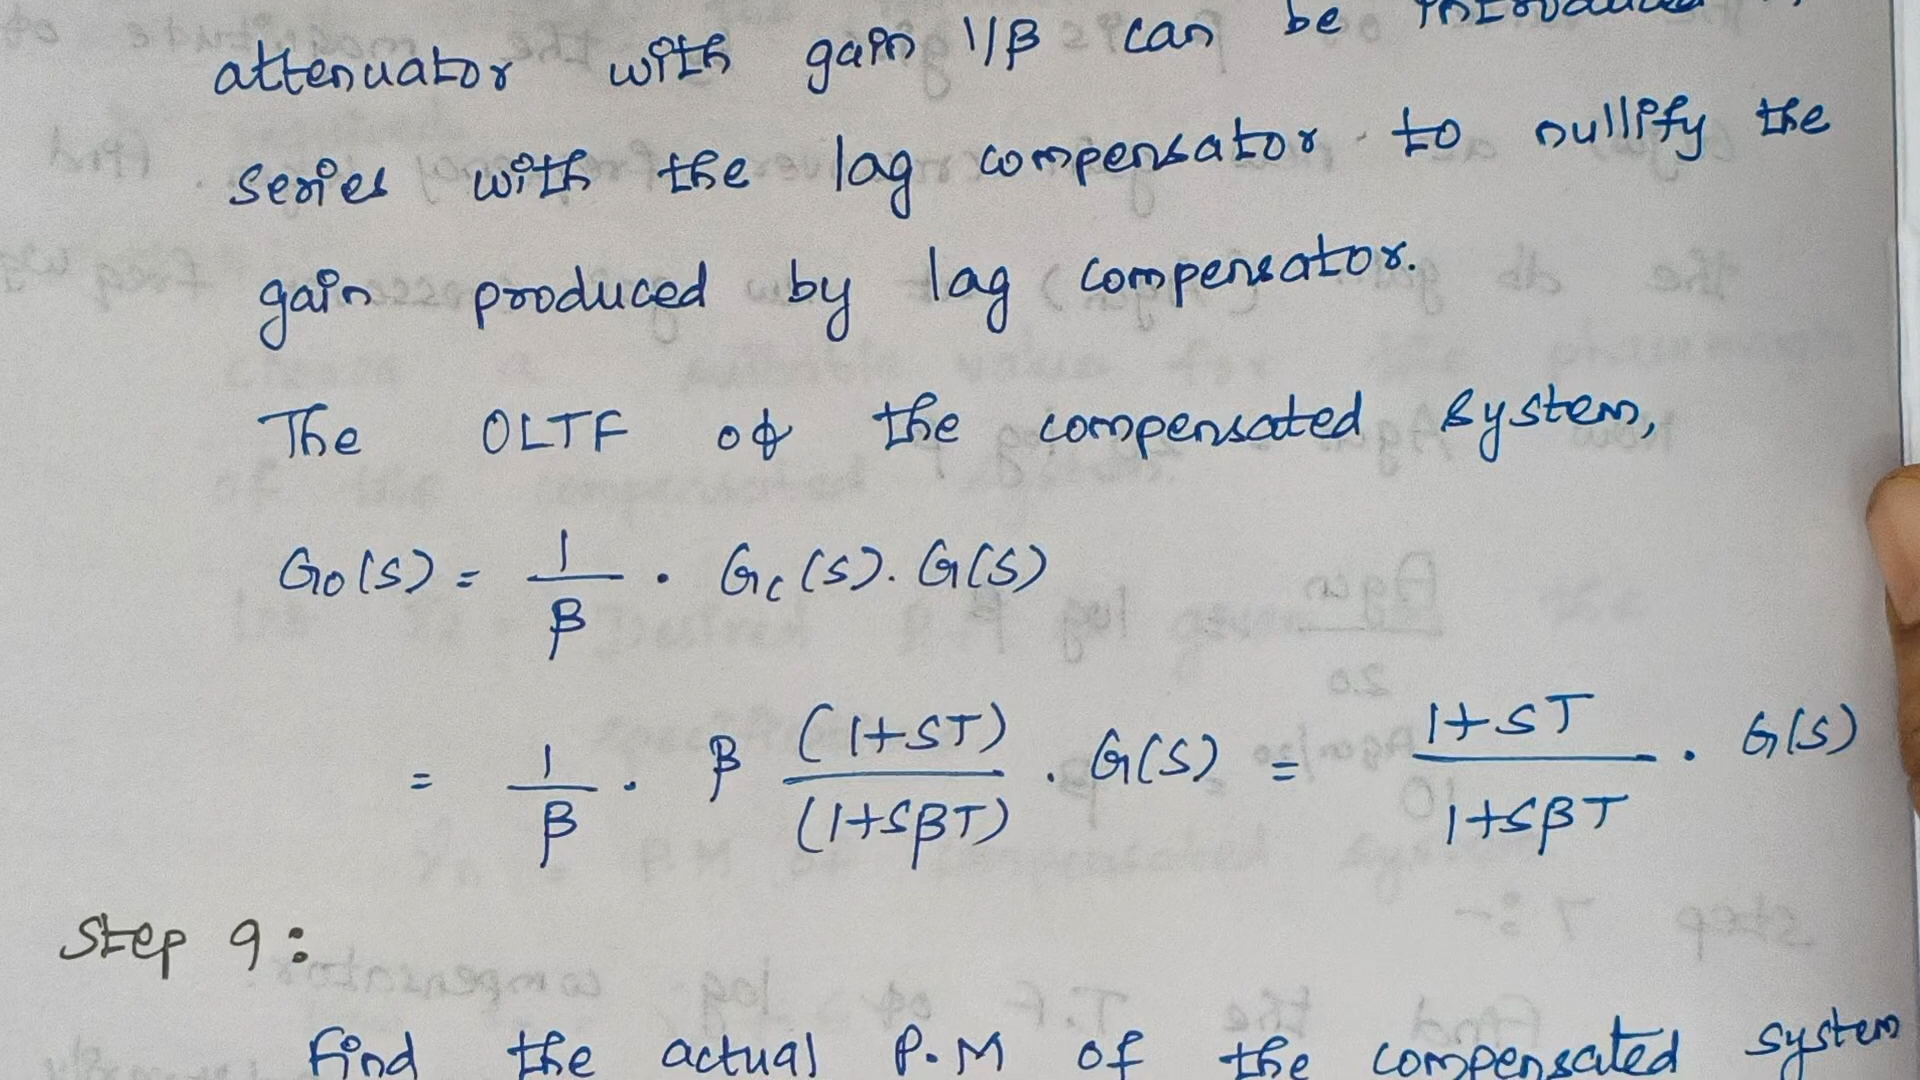 attenuator with gain 1/β can be introduced
series with the lag compensator to nullify the
gain produced by lag compensator.
The OLTF of the compensated system,
Go(s) = 1/β . Gc(s). G(s)
= 1/β . β (1+ST)/(1+SβT) . G(s) = 1+ST/1+SβT . G(s)
Step 9:
Find the actual P.M of the compensated system